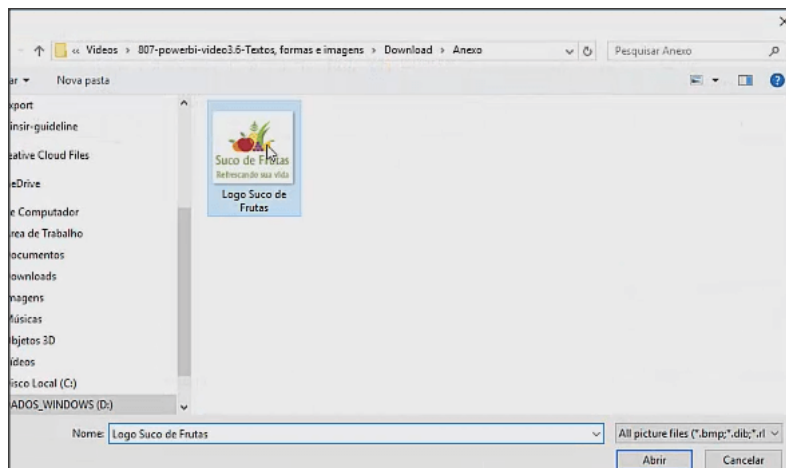 « Videos › 807-powerbi-video3.6-Textos, formas e imagens › Download › Anexo
Pesquisar Anexo
ar
Nova pasta
xport
insir-guideline
eative Cloud Files
eDrive
e Computador
rea de Trabalho
ocumentos
ownloads
nagens
Músicas
bjetos 3D
ídeos
isco Local (C:)
ADOS_WINDOWS (D:)
Suco de Frutas
Refrescando sua vida
Logo Suco de
Frutas
Nome: Logo Suco de Frutas
All picture files (*.bmp;*.dib;*.rl
Abrir
Cancelar